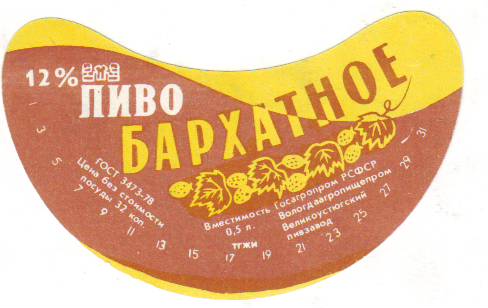 12%
ПИВО
БАРХАТНОЕ
ГОСТ 3473-78
Цена без стоимости
посуды 32 коп.
Вместимость
0,5 л.
Госагропром РСФСР
Вологдаагропищепром
Великоустюгский
пивзавод
1 3 5 7 9 11 13 15 17 19 21 23 25 27 29 31
тгжи